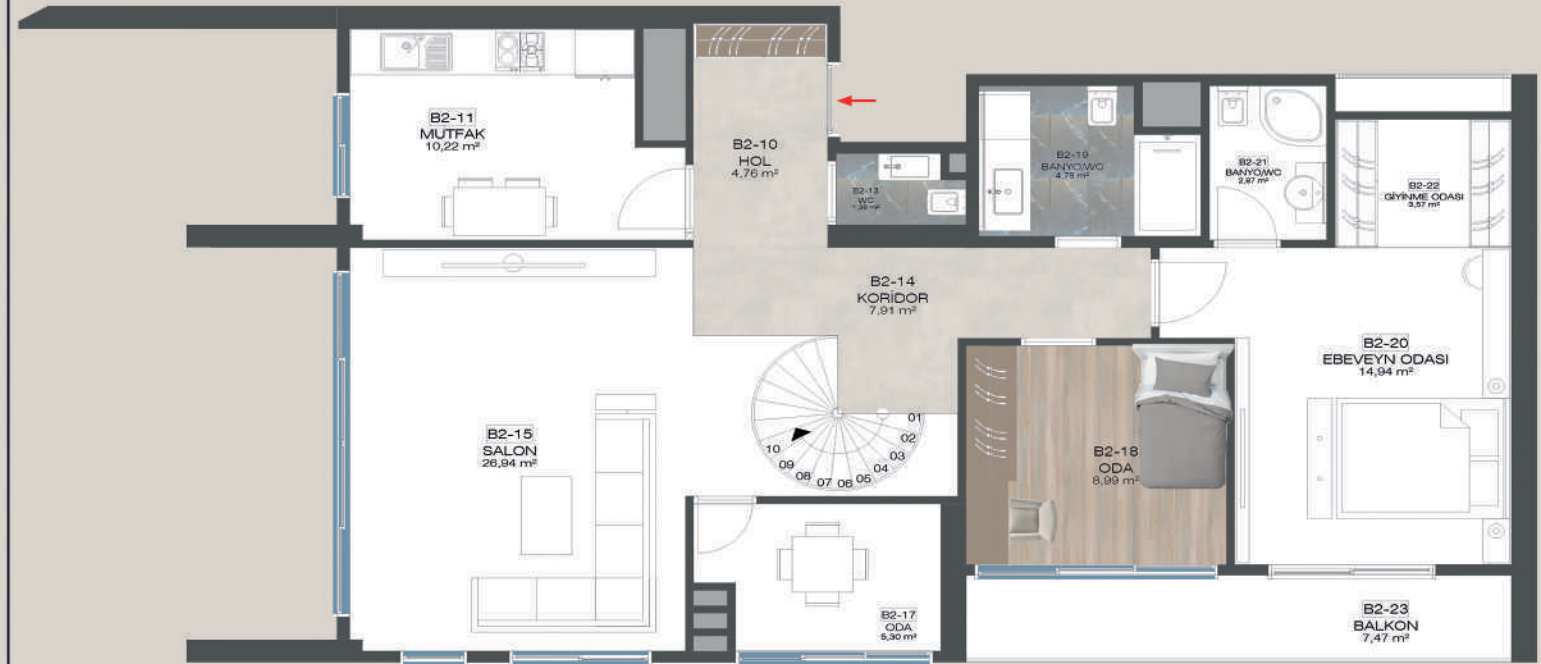 B2-11
MUTFAK
10,22 m²
B2-10
HOL
4,76 m²
B2-13
WC
B2-19
BANYO/WC
4,78 m²
B2-21
BANYO/WC
2,87 m²
B2-22
GİYİNME ODASI
3,57 m²
B2-14
KORİDOR
7,91 m²
B2-20
EBEVEYN ODASI
14,94 m²
B2-15
SALON
26,94 m²
01
02
03
04
05
06
07
08
09
10
B2-18
ODA
8,99 m²
B2-17
ODA
5,30 m²
B2-23
BALKON
7,47 m²